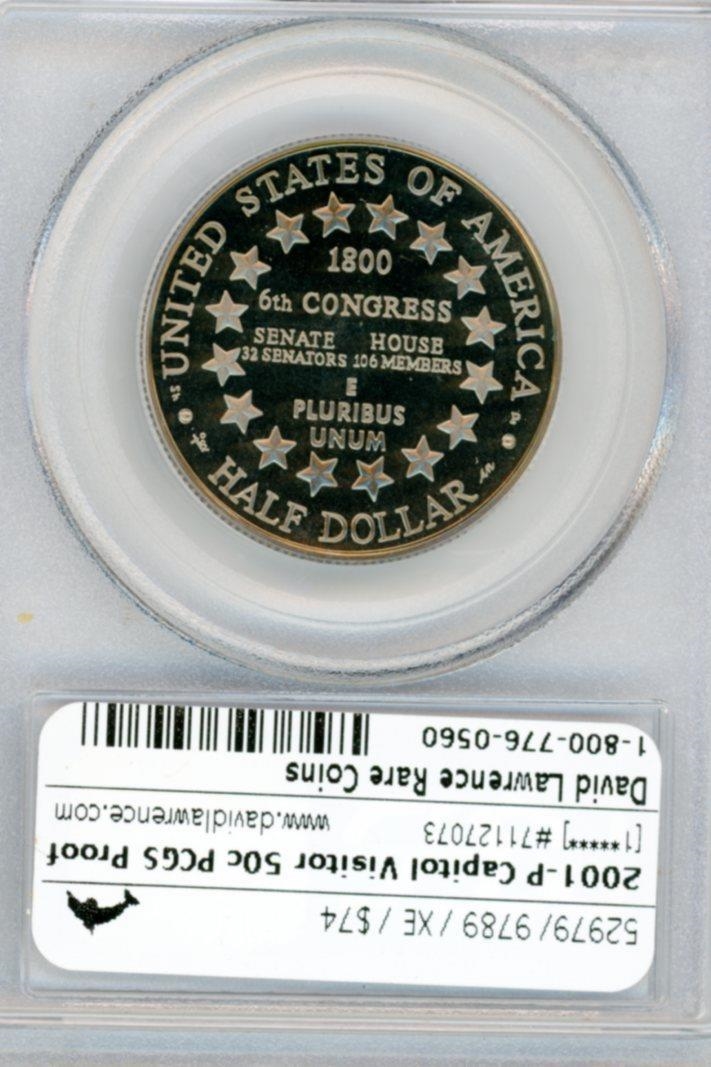 UNITED STATES OF AMERICA
1800
6th CONGRESS
SENATE HOUSE
32 SENATORS 106 MEMBERS
E
PLURIBUS
UNUM
HALF DOLLAR
52979/9789 / XE / $74
2001-P Capitol Visitor 50c PCGS Proof
[1*****] #71127073 www.davidlawrence.com
David Lawrence Rare Coins
1-800-776-0560